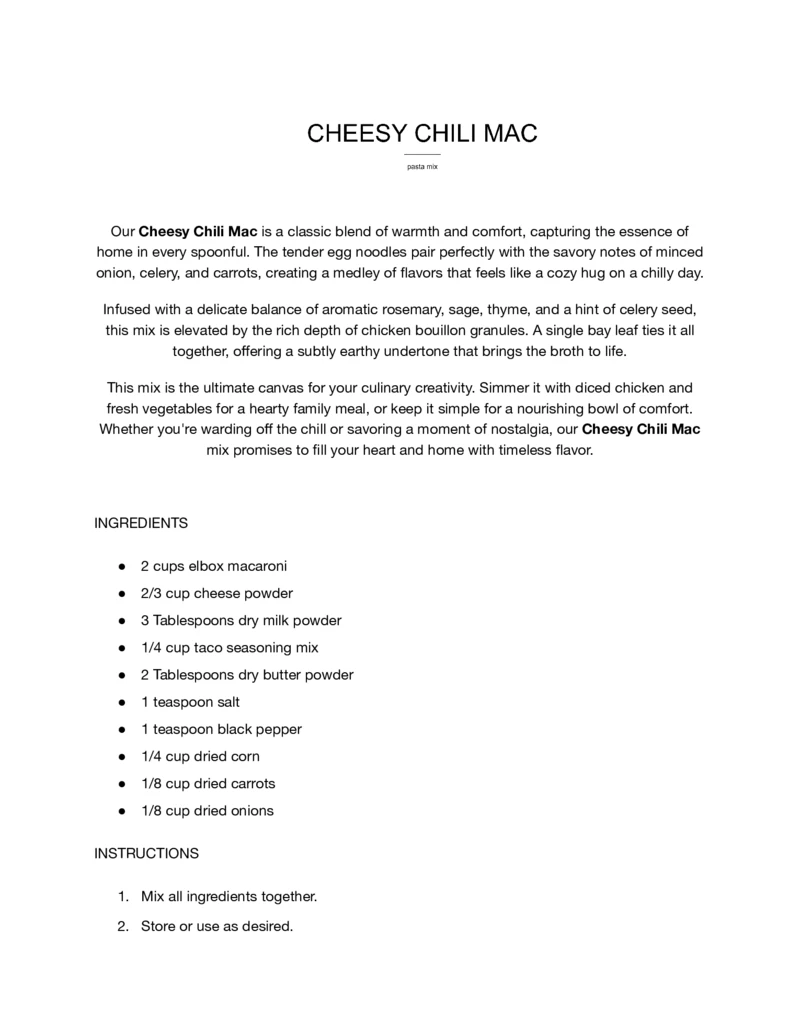 CHEESY CHILI MAC
pasta mix
Our Cheesy Chili Mac is a classic blend of warmth and comfort, capturing the essence of
home in every spoonful. The tender egg noodles pair perfectly with the savory notes of minced
onion, celery, and carrots, creating a medley of flavors that feels like a cozy hug on a chilly day.
Infused with a delicate balance of aromatic rosemary, sage, thyme, and a hint of celery seed,
this mix is elevated by the rich depth of chicken bouillon granules. A single bay leaf ties it all
together, offering a subtly earthy undertone that brings the broth to life.
This mix is the ultimate canvas for your culinary creativity. Simmer it with diced chicken and
fresh vegetables for a hearty family meal, or keep it simple for a nourishing bowl of comfort.
Whether you're warding off the chill or savoring a moment of nostalgia, our Cheesy Chili Mac
mix promises to fill your heart and home with timeless flavor.
INGREDIENTS
● 2 cups elbox macaroni
● 2/3 cup cheese powder
● 3 Tablespoons dry milk powder
● 1/4 cup taco seasoning mix
● 2 Tablespoons dry butter powder
● 1 teaspoon salt
● 1 teaspoon black pepper
● 1/4 cup dried corn
● 1/8 cup dried carrots
● 1/8 cup dried onions
INSTRUCTIONS
1. Mix all ingredients together.
2. Store or use as desired.